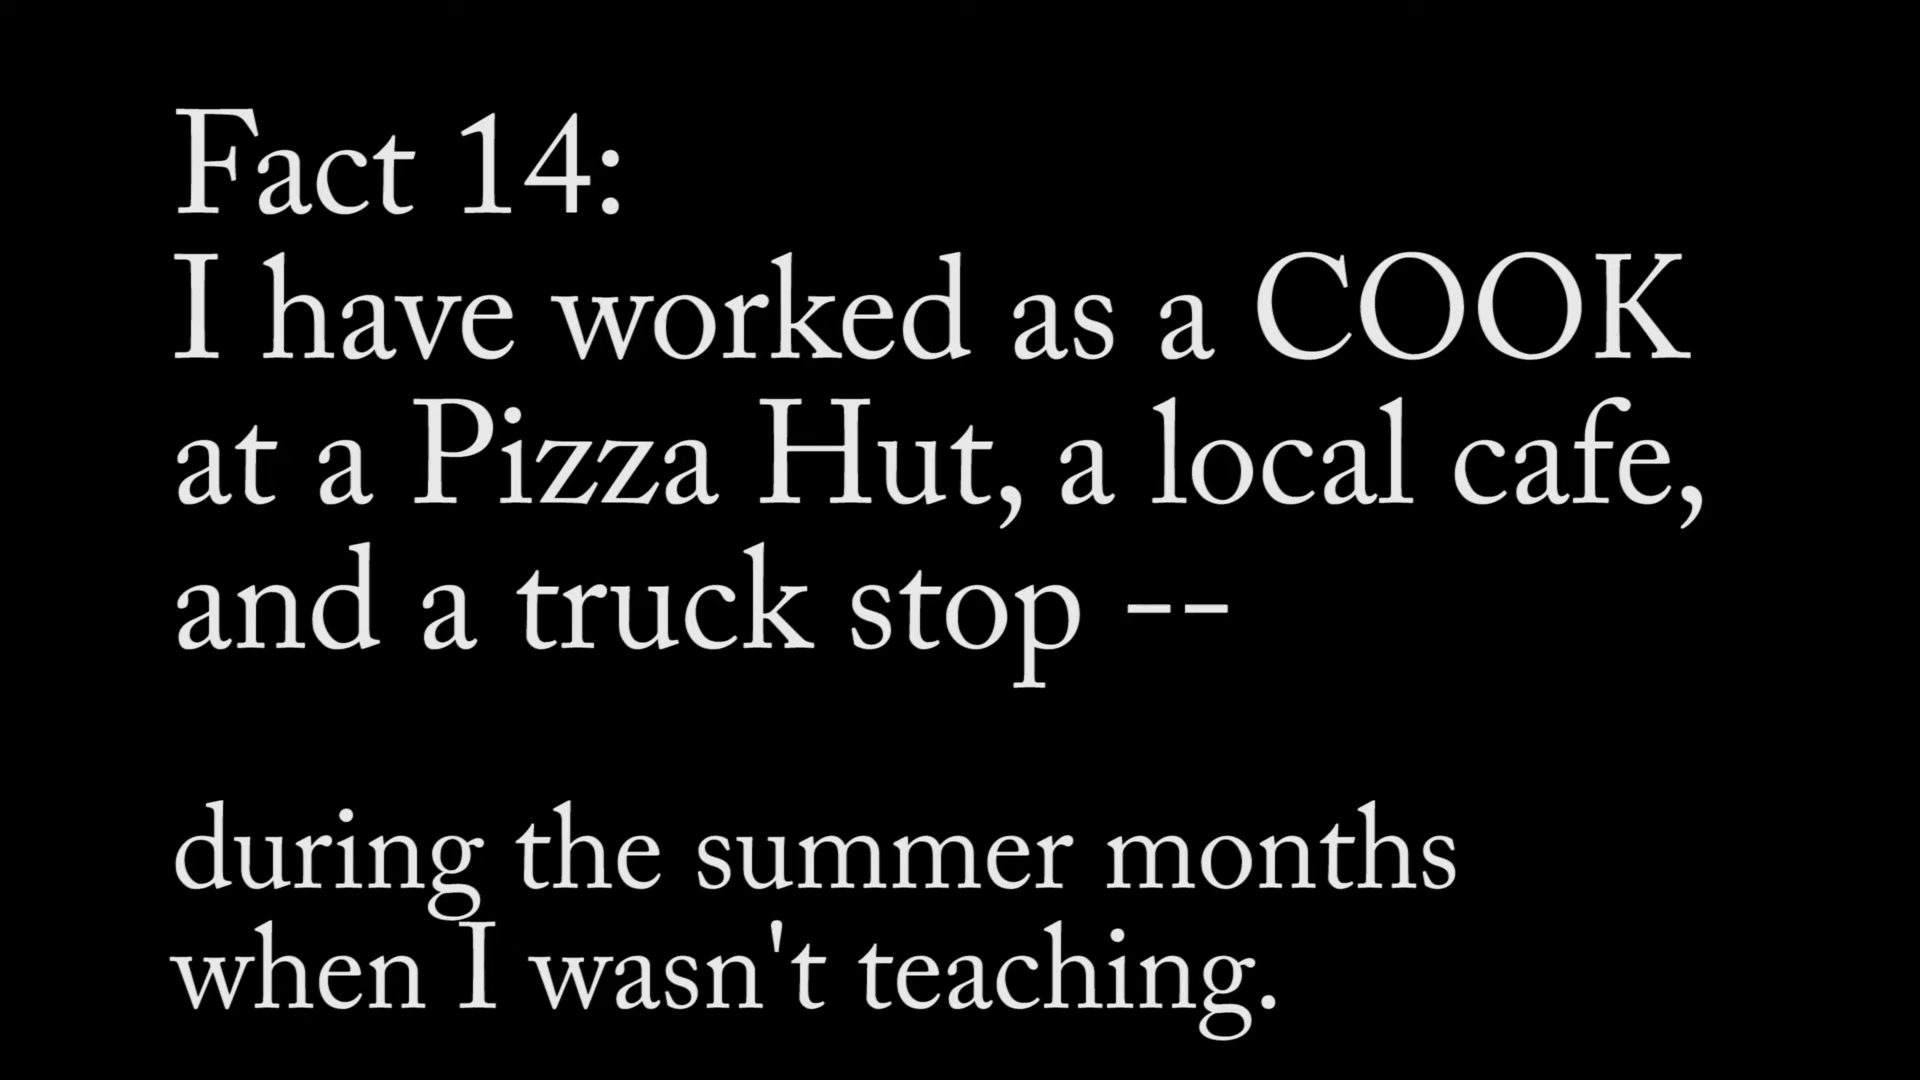 Fact 14:
I have worked as a COOK
at a Pizza Hut, a local cafe,
and a truck stop --
during the summer months
when I wasn't teaching.